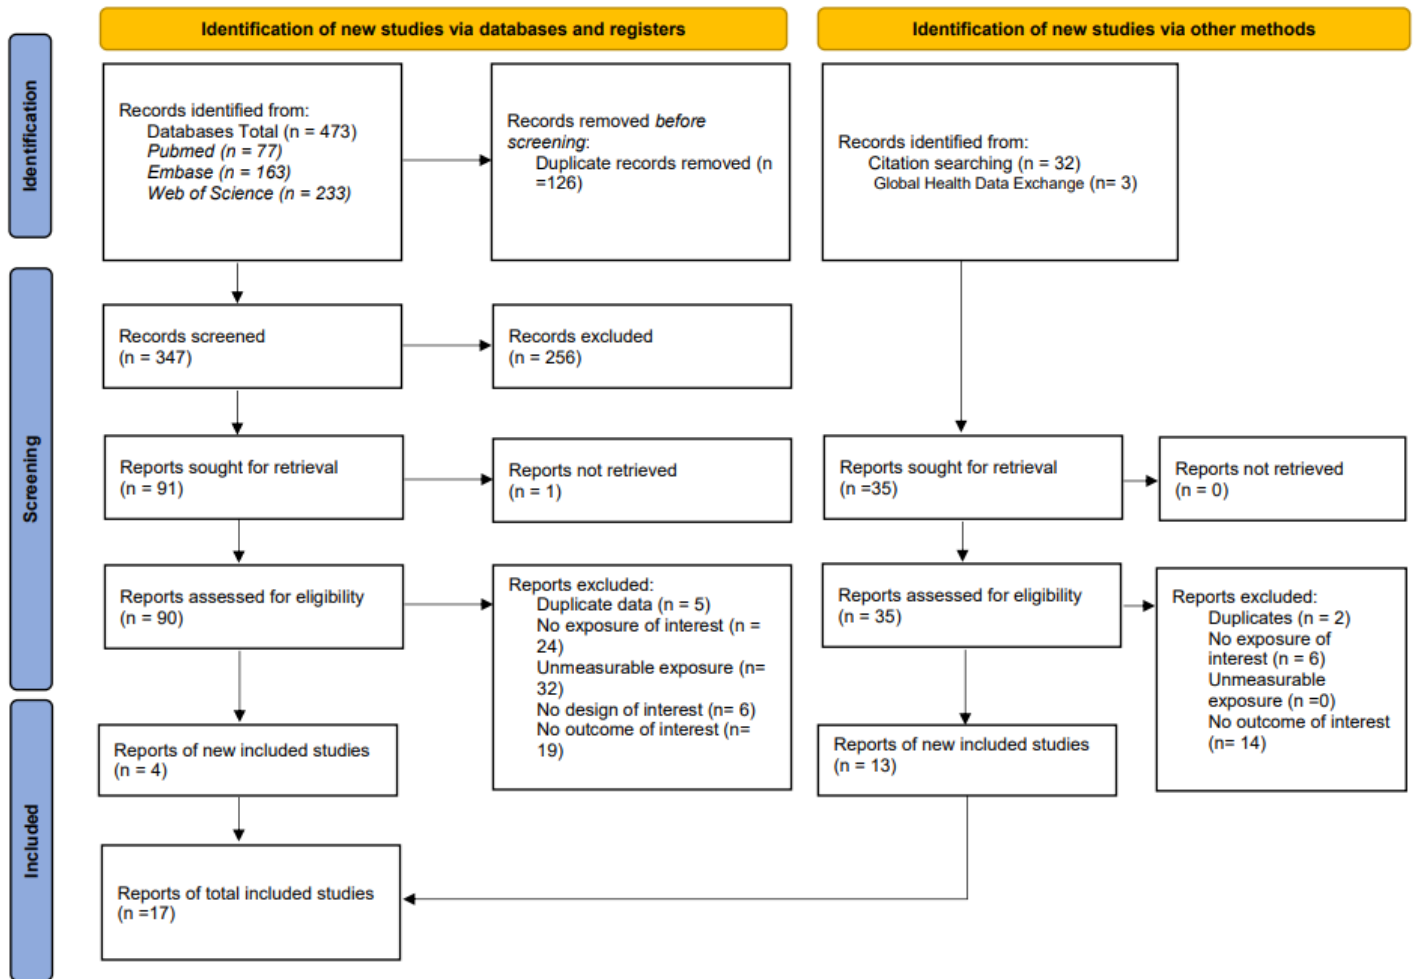 Identification of new studies via databases and registers
Identification of new studies via other methods
Identification
Records identified from:
Databases Total (n = 473)
Pubmed (n = 77)
Embase (n = 163)
Web of Science (n = 233)
Records removed before
screening:
Duplicate records removed (n
=126)
Records identified from:
Citation searching (n = 32)
Global Health Data Exchange (n= 3)
Screening
Records screened
(n = 347)
Records excluded
(n = 256)
Reports sought for retrieval
(n = 91)
Reports not retrieved
(n = 1)
Reports sought for retrieval
(n =35)
Reports not retrieved
(n = 0)
Reports assessed for eligibility
(n = 90)
Reports excluded:
Duplicate data (n = 5)
No exposure of interest (n =
24)
Unmeasurable exposure (n=
32)
No design of interest (n= 6)
No outcome of interest (n=
19)
Reports assessed for eligibility
(n = 35)
Reports excluded:
Duplicates (n = 2)
No exposure of
interest (n = 6)
Unmeasurable
exposure (n =0)
No outcome of interest
(n= 14)
Included
Reports of new included studies
(n = 4)
Reports of new included studies
(n = 13)
Reports of total included studies
(n =17)